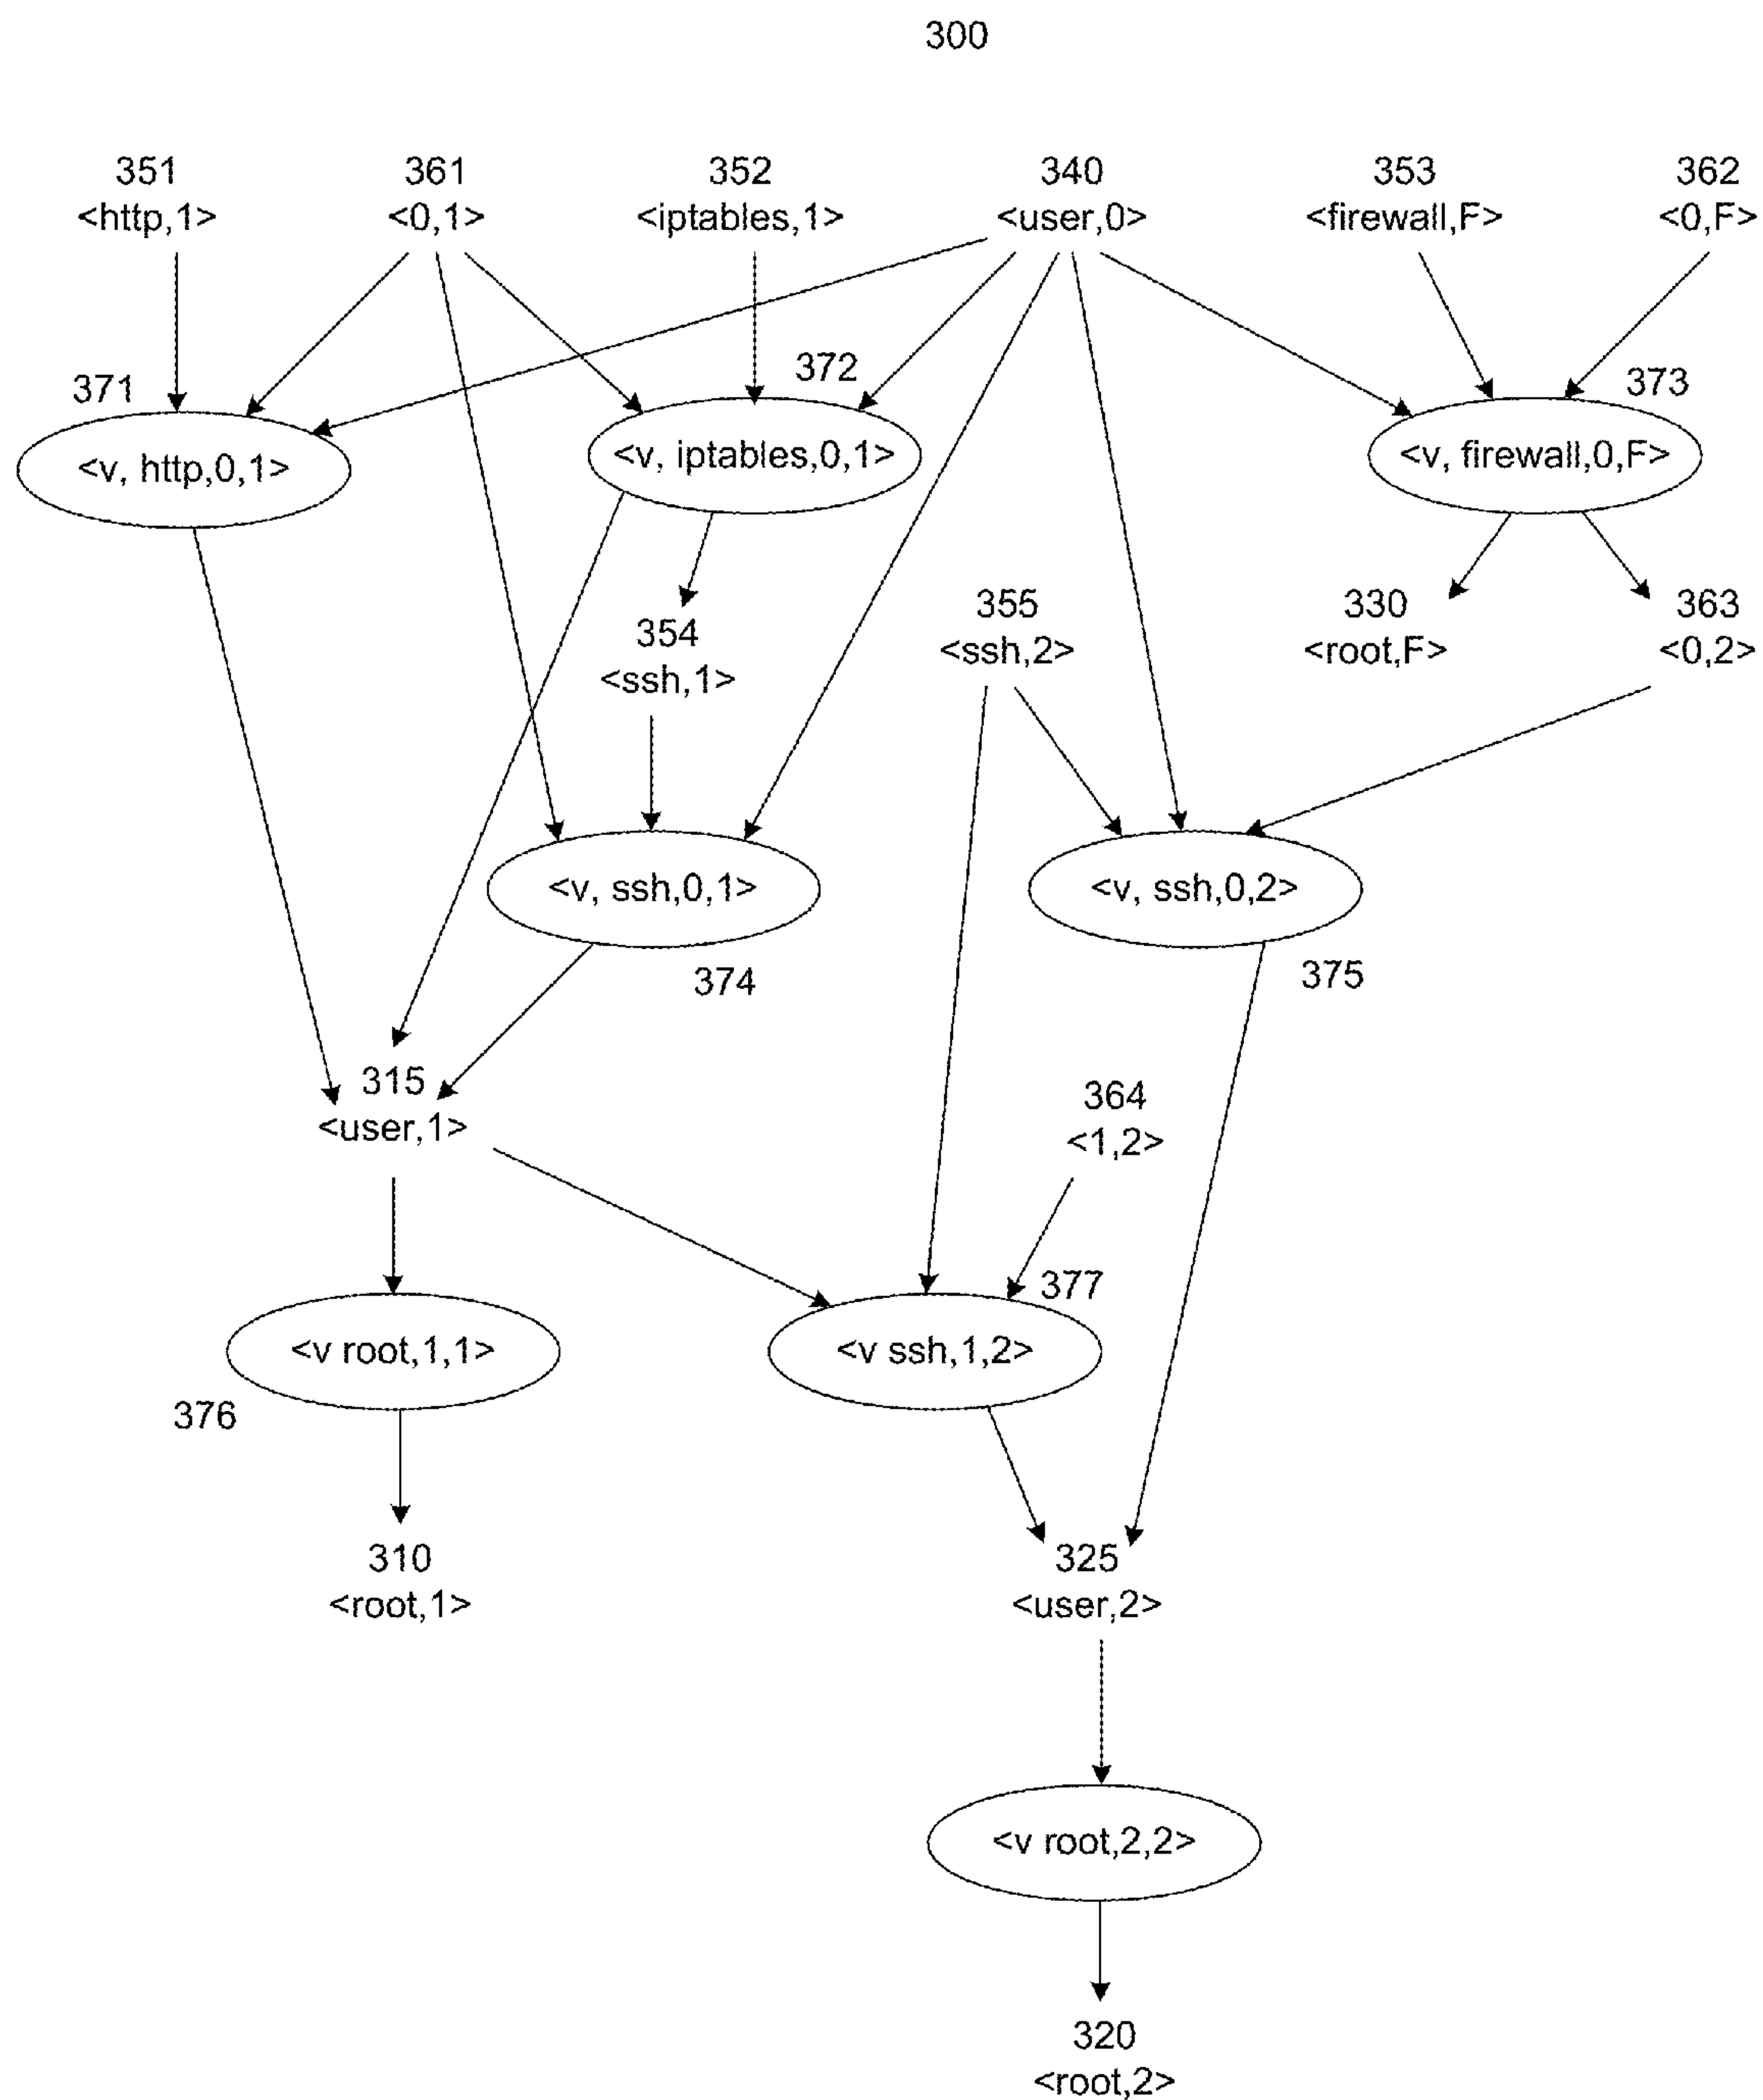 300
351
<http,1>
361
<0,1>
352
<iptables,1>
340
<user,0>
353
<firewall,F>
362
<0,F>
371
<v, http,0,1>
372
<v, iptables,0,1>
373
<v, firewall,0,F>
354
<ssh,1>
355
<ssh,2>
330
<root,F>
363
<0,2>
<v, ssh,0,1>
374
<v, ssh,0,2>
375
315
<user,1>
364
<1,2>
<v root,1,1>
376
377
<v ssh,1,2>
310
<root,1>
325
<user,2>
<v root,2,2>
320
<root,2>